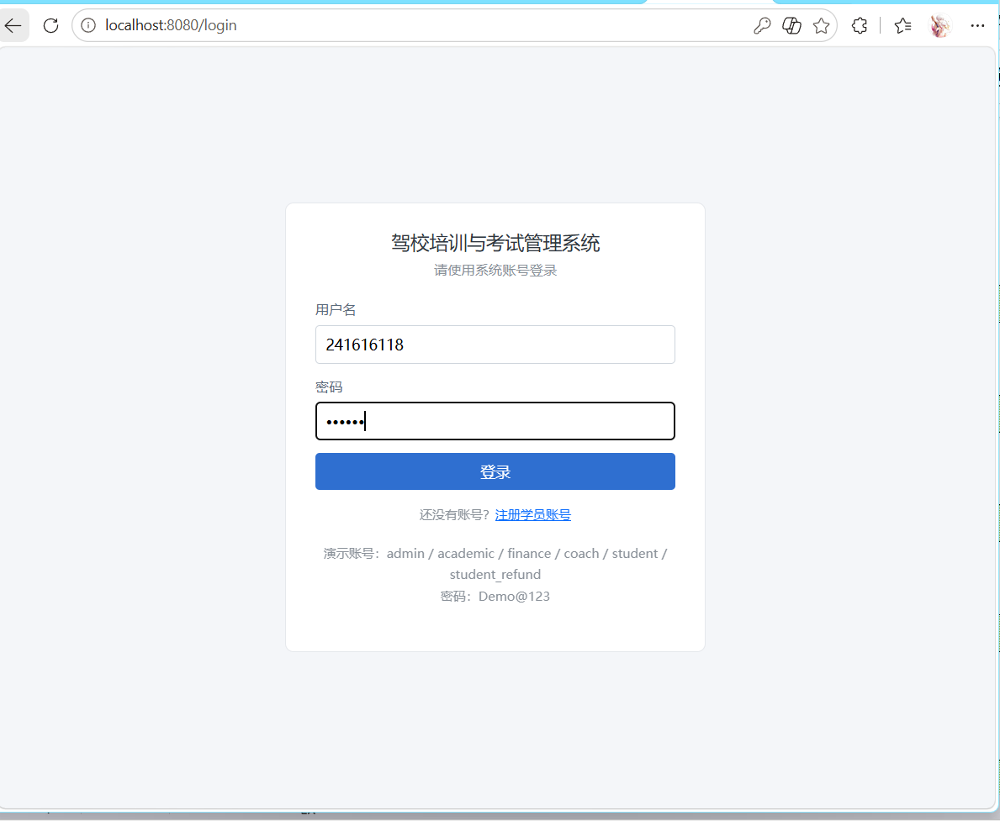 localhost:8080/login
驾校培训与考试管理系统
请使用系统账号登录
用户名
241616118
密码
••••••
登录
还没有账号？注册学员账号
演示账号：admin / academic / finance / coach / student /
student_refund
密码：Demo@123